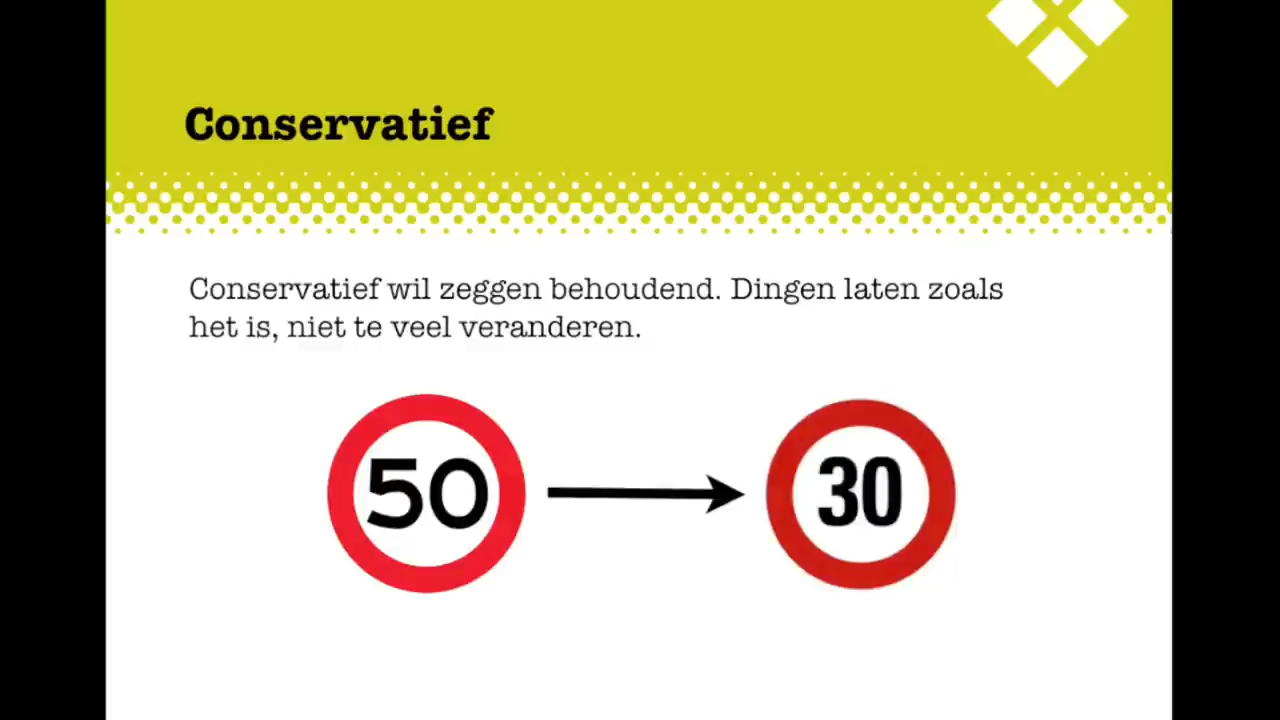 Conservatief
Conservatief wil zeggen behoudend. Dingen laten zoals
het is, niet te veel veranderen.
50 30